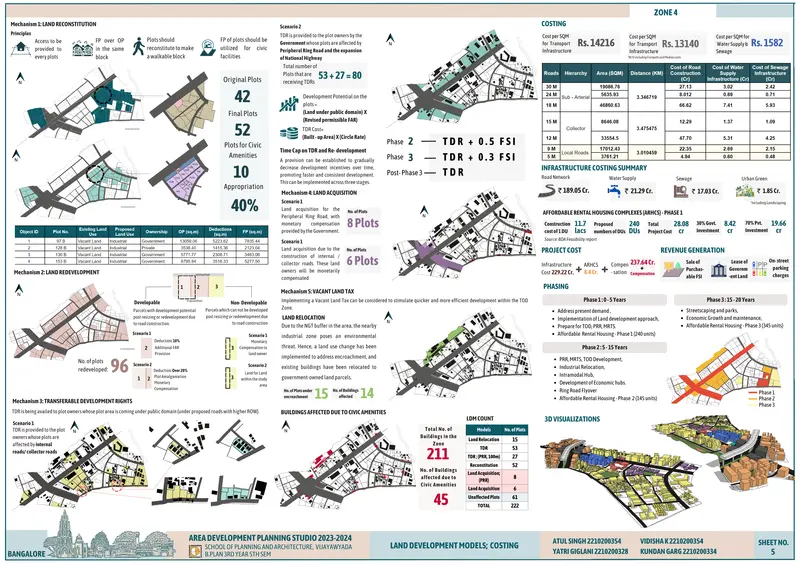 ZONE 4
Mechanism 1: LAND RECONSTITUTION
Principles
Access to be provided to every plots
FP over OP in the same block
Plots should reconstitute to make a walkable block
FP of plots should be utilized for civic facilities
Original Plots
42
Final Plots
52
Plots for Civic Amenities
10
Appropriation
40%
Object ID Plot No. Existing Land Use Proposed Land Use Ownership OP (sq.m) Deductions (sq.m) FP (sq.m)
1 97 B Vacant Land Industrial Government
2 128 B Vacant Land Industrial Private
3 130 B Vacant Land Industrial Government
4 153 B Vacant Land Industrial Government
Mechanism 2: LAND REDEVELOPMENT
1 2 3
Developable
Parcels with development potential post resizing or redevelopment due to road construction.
Non- Developable
Parcels which can not be developed post resizing or redevelopment due to road construction
Scenario 1
2
Deduction 10%
Additional FAR Provision
Scenario 2
1 2
Deduction Over 20%
Plot Amalgamation
Monetary Compensation
Scenario 1
3
Monetary Compensation to land owner
Scenario 2
3
Land for Land within the study area
No. of plots redeveloped: 96
Mechanism 3: TRANSFERABLE DEVELOPMENT RIGHTS
TDR is being availed to plot owners whose plot area is coming under public domain (under proposed roads with higher ROW).
Scenario 1
TDR is provided to the plot owners whose plots are affected by internal roads/ collector roads
Scenario 2
TDR is provided to the plot owners by the Government whose plots are affected by Peripheral Ring Road and the expansion of National Highway
Total number of Plots that are receiving TDRs
53 + 27 = 80
Development Potential on the plots=
(Land under public domain) X (Revised permissible FAR)
TDR Cost=
(Built - up Area) X (Circle Rate)
Time Cap on TDR and Re- development
A provision can be established to gradually decrease development incentives over time, promoting faster and consistent development. This can be implemented across three stages.
Phase 2 TDR + 0.5 FSI
Phase 3 TDR + 0.3 FSI
Post- Phase 3 TDR
Mechanism 4: LAND ACQUISITION
Scenario 1
Land acquisition for the Peripheral Ring Road, with monetary compensation provided by the Government.
No. of Plots
8 Plots
Scenario 1
Land acquisition due to the construction of internal / collector roads. These land owners will be monetarily compensated
No. of Plots
6 Plots
Mechanism 5: VACANT LAND TAX
Implementing a Vacant Land Tax can be considered to stimulate quicker and more efficient development within the TOD Zone.
LAND RELOCATION
Due to the NGT buffer in the area, the nearby industrial zone poses an environmental threat. Hence, a land use change has been implemented to address encroachment, and existing buildings have been relocated to government-owned land parcels.
No. of Plots under encroachment 15
No. of Buildings affected 14
BUILDINGS AFFECTED DUE TO CIVIC AMENITIES
Total No. of Buildings in the Zone
211
No. of Buildings affected due to Civic Amenities
45
LDM COUNT
Models No. of Plots
Land Relocation 15
TDR 53
TDR; (PRR, 100m) 27
Reconstitution 52
Land Acquisition; (PRR) 8
Land Acquisition 6
Unaffected Plots 61
TOTAL 222
COSTING
Cost per SQM for Transport Infrastructure Rs.14216
Cost per SQM for Transport Infrastructure Rs.13140
Cost per SQM for Water Supply & Sewage Rs.1582
Roads Hierarchy Area (SQM) Distance (KM) Cost of Road Construction (Cr) Cost of Water Supply Infrastructure (Cr) Cost of Sewage Infrastructure (Cr)
30 M Sub - Arterial 19086.76 3.346719 27.13 3.02 2.42
24 M 5635.93 8.012 0.89 0.71
18 M 46860.63 66.62 7.41 5.93
15 M Collector 8646.08 3.475475 12.29 1.37 1.09
12 M 33554.5 47.70 5.31 4.25
9 M Local Roads 17012.43 3.010459 22.35 2.69 2.15
5 M 3761.21 4.94 0.60 0.48
INFRASTRUCTURE COSTING SUMMARY
Road Network ₹ 189.05 Cr.
Water Supply ₹ 21.29 Cr.
Sewage ₹ 17.03 Cr.
Urban Green ₹ 1.85 Cr.
*Including Landscaping
AFFORDABLE RENTAL HOUSING COMPLEXES (ARHCS) - PHASE 1
Construction cost of 1 DU 11.7 lacs
Proposed number of DUs: 240 DUs
Total Project Cost 28.08 cr
30% Govt. Investment 8.42 cr
70% Pvt. Investment 19.66 cr
Source: BDA Feasibility report
PROJECT COST
Infrastructure Cost 229.22 Cr. + ARHCs 8.4 Cr + Compensation = 237.64 Cr. + Compensation
REVENUE GENERATION
Sale of Purchasable FSI + Lease of Government Land + On-street parking charges
PHASING
Phase 1: 0 - 5 Years
Address present demand,
Implementation of Land development approach,
Prepare for TOD, PRR, MRTS.
Affordable Rental Housing - Phase 1 (240 units)
Phase 2: 5 - 15 Years
PRR, MRTS, TOD Development,
Industrial Relocation,
Intramodal Hub,
Development of Economic hubs.
Ring Road Flyover
Affordable Rental Housing - Phase 2 (145 units)
Phase 3: 15 - 20 Years
Streetscaping and parks,
Economic Growth and maintenance,
Affordable Rental Housing - Phase 3 (345 units)
Phase 1
Phase 2
Phase 3
3D VISUALIZATIONS
BANGALORE
AREA DEVELOPMENT PLANNING STUDIO 2023-2024
SCHOOL OF PLANNING AND ARCHITECTURE, VIJAYAWADA
B.PLAN 3RD YEAR 5TH SEM
LAND DEVELOPMENT MODELS; COSTING
ATUL SINGH 2210200354
YATRI GIGLANI 2210200328
VIDISHA K 2210200354
KUNDAN GARG 2210200334
SHEET NO.
5